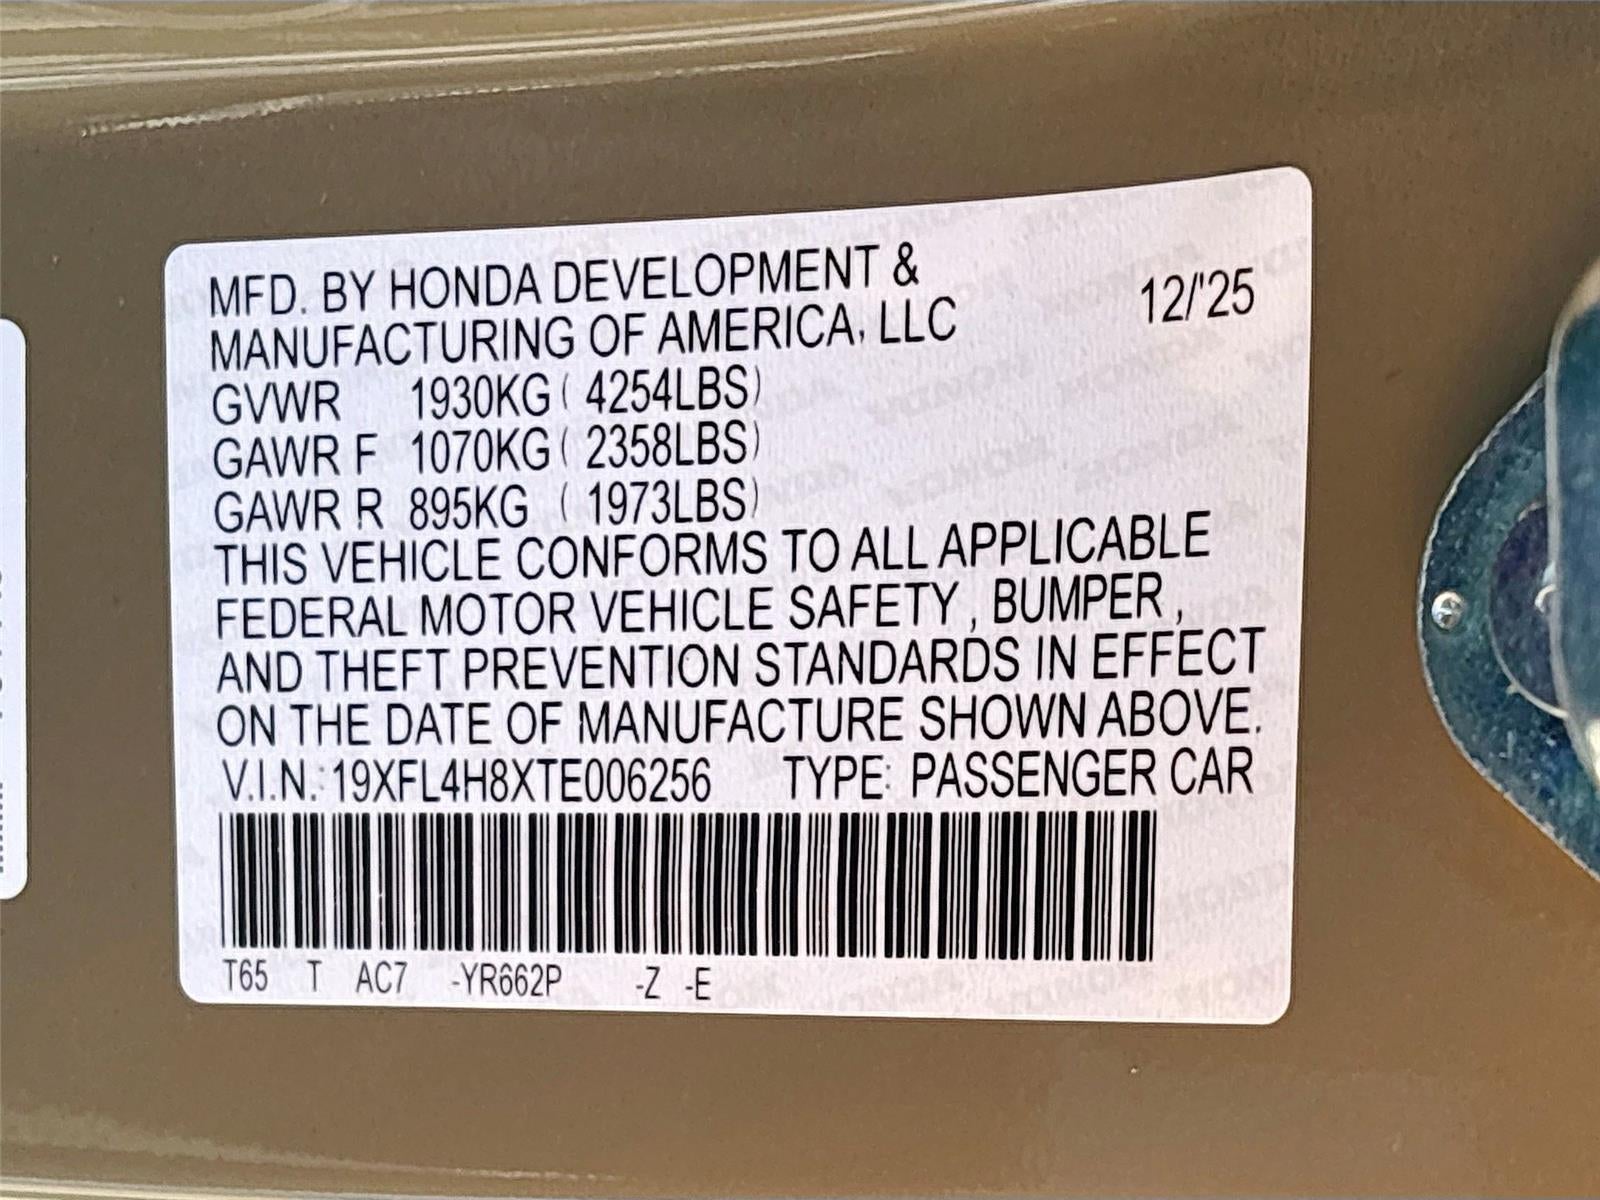 MFD. BY HONDA DEVELOPMENT &
MANUFACTURING OF AMERICA, LLC 12/'25
GVWR 1930KG ( 4254LBS)
GAWR F 1070KG ( 2358LBS)
GAWR R 895KG ( 1973LBS)
THIS VEHICLE CONFORMS TO ALL APPLICABLE
FEDERAL MOTOR VEHICLE SAFETY , BUMPER ,
AND THEFT PREVENTION STANDARDS IN EFFECT
ON THE DATE OF MANUFACTURE SHOWN ABOVE.
V.I.N.: 19XFL4H8XTE006256 TYPE: PASSENGER CAR
T65 T AC7 -YR662P -Z -E